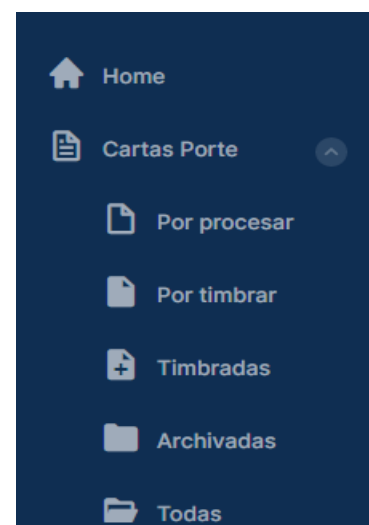 Home
Cartas Porte
Por procesar
Por timbrar
Timbradas
Archivadas
Todas